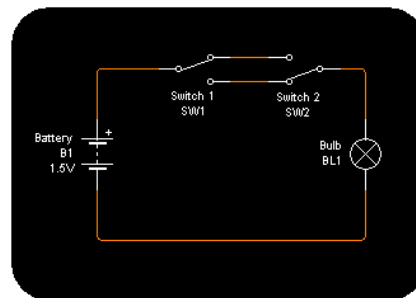 Switch 1
SW1
Switch 2
SW2
Battery
B1
1.5V
+
Bulb
BL1